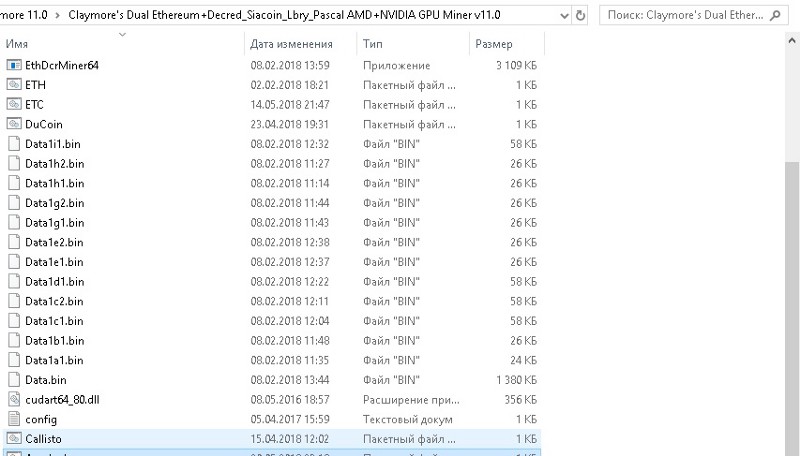 more 11.0 > Claymore's Dual Ethereum+Decred_Siacoin_Lbry_Pascal AMD+NVIDIA GPU Miner v11.0 Поиск: Claymore's Dual Ether...
Имя Дата изменения Тип Размер
EthDcrMiner64 08.02.2018 13:59 Приложение 3 109 КБ
ETH 02.02.2018 18:21 Пакетный файл ... 1 КБ
ETC 14.05.2018 21:47 Пакетный файл ... 1 КБ
DuCoin 23.04.2018 19:31 Пакетный файл ... 1 КБ
Data1i1.bin 08.02.2018 12:32 Файл "BIN" 58 КБ
Data1h2.bin 08.02.2018 11:27 Файл "BIN" 26 КБ
Data1h1.bin 08.02.2018 11:14 Файл "BIN" 26 КБ
Data1g2.bin 08.02.2018 11:44 Файл "BIN" 26 КБ
Data1g1.bin 08.02.2018 11:43 Файл "BIN" 26 КБ
Data1e2.bin 08.02.2018 12:38 Файл "BIN" 26 КБ
Data1e1.bin 08.02.2018 12:37 Файл "BIN" 26 КБ
Data1d1.bin 08.02.2018 12:22 Файл "BIN" 58 КБ
Data1c2.bin 08.02.2018 12:11 Файл "BIN" 58 КБ
Data1c1.bin 08.02.2018 12:04 Файл "BIN" 58 КБ
Data1b1.bin 08.02.2018 11:48 Файл "BIN" 26 КБ
Data1a1.bin 08.02.2018 11:35 Файл "BIN" 24 КБ
Data.bin 08.02.2018 13:44 Файл "BIN" 1 380 КБ
cudart64_80.dll 08.05.2016 18:57 Расширение при... 356 КБ
config 05.04.2017 15:59 Текстовый докум 1 КБ
Callisto 15.04.2018 12:02 Пакетный файл ... 1 КБ